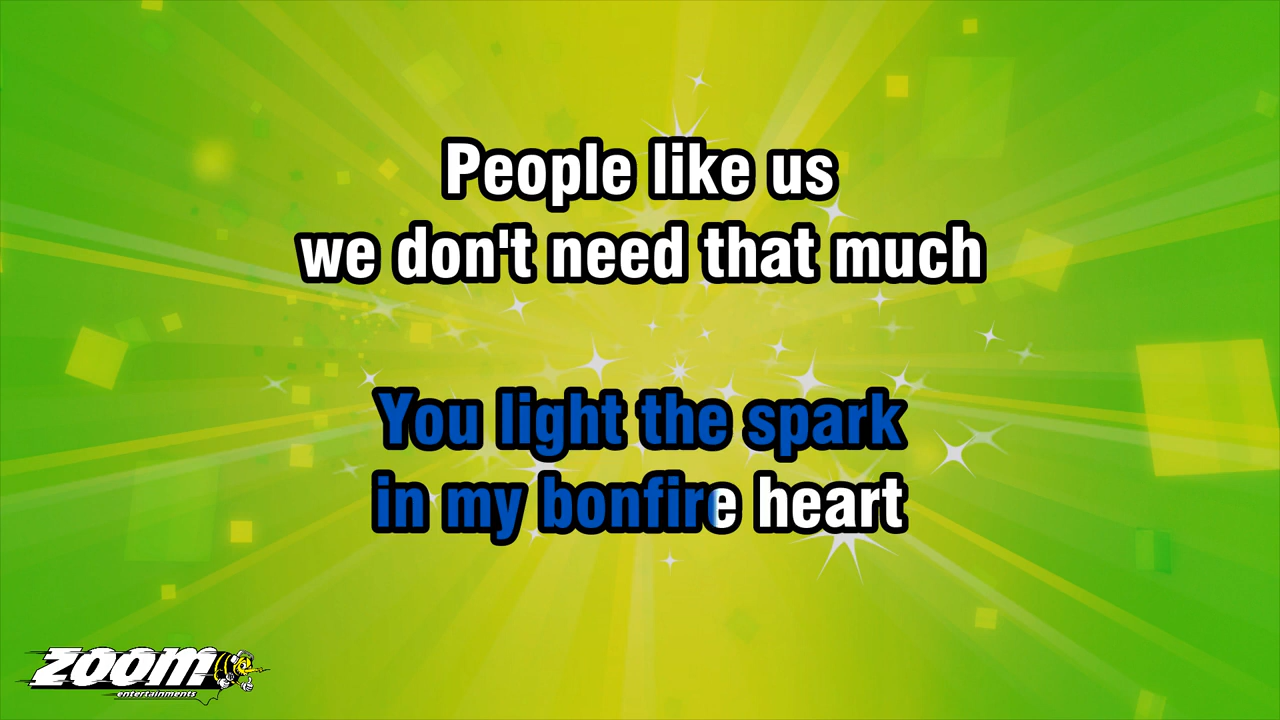 People like us
we don't need that much
You light the spark
in my bonfire heart
zoom
entertainments